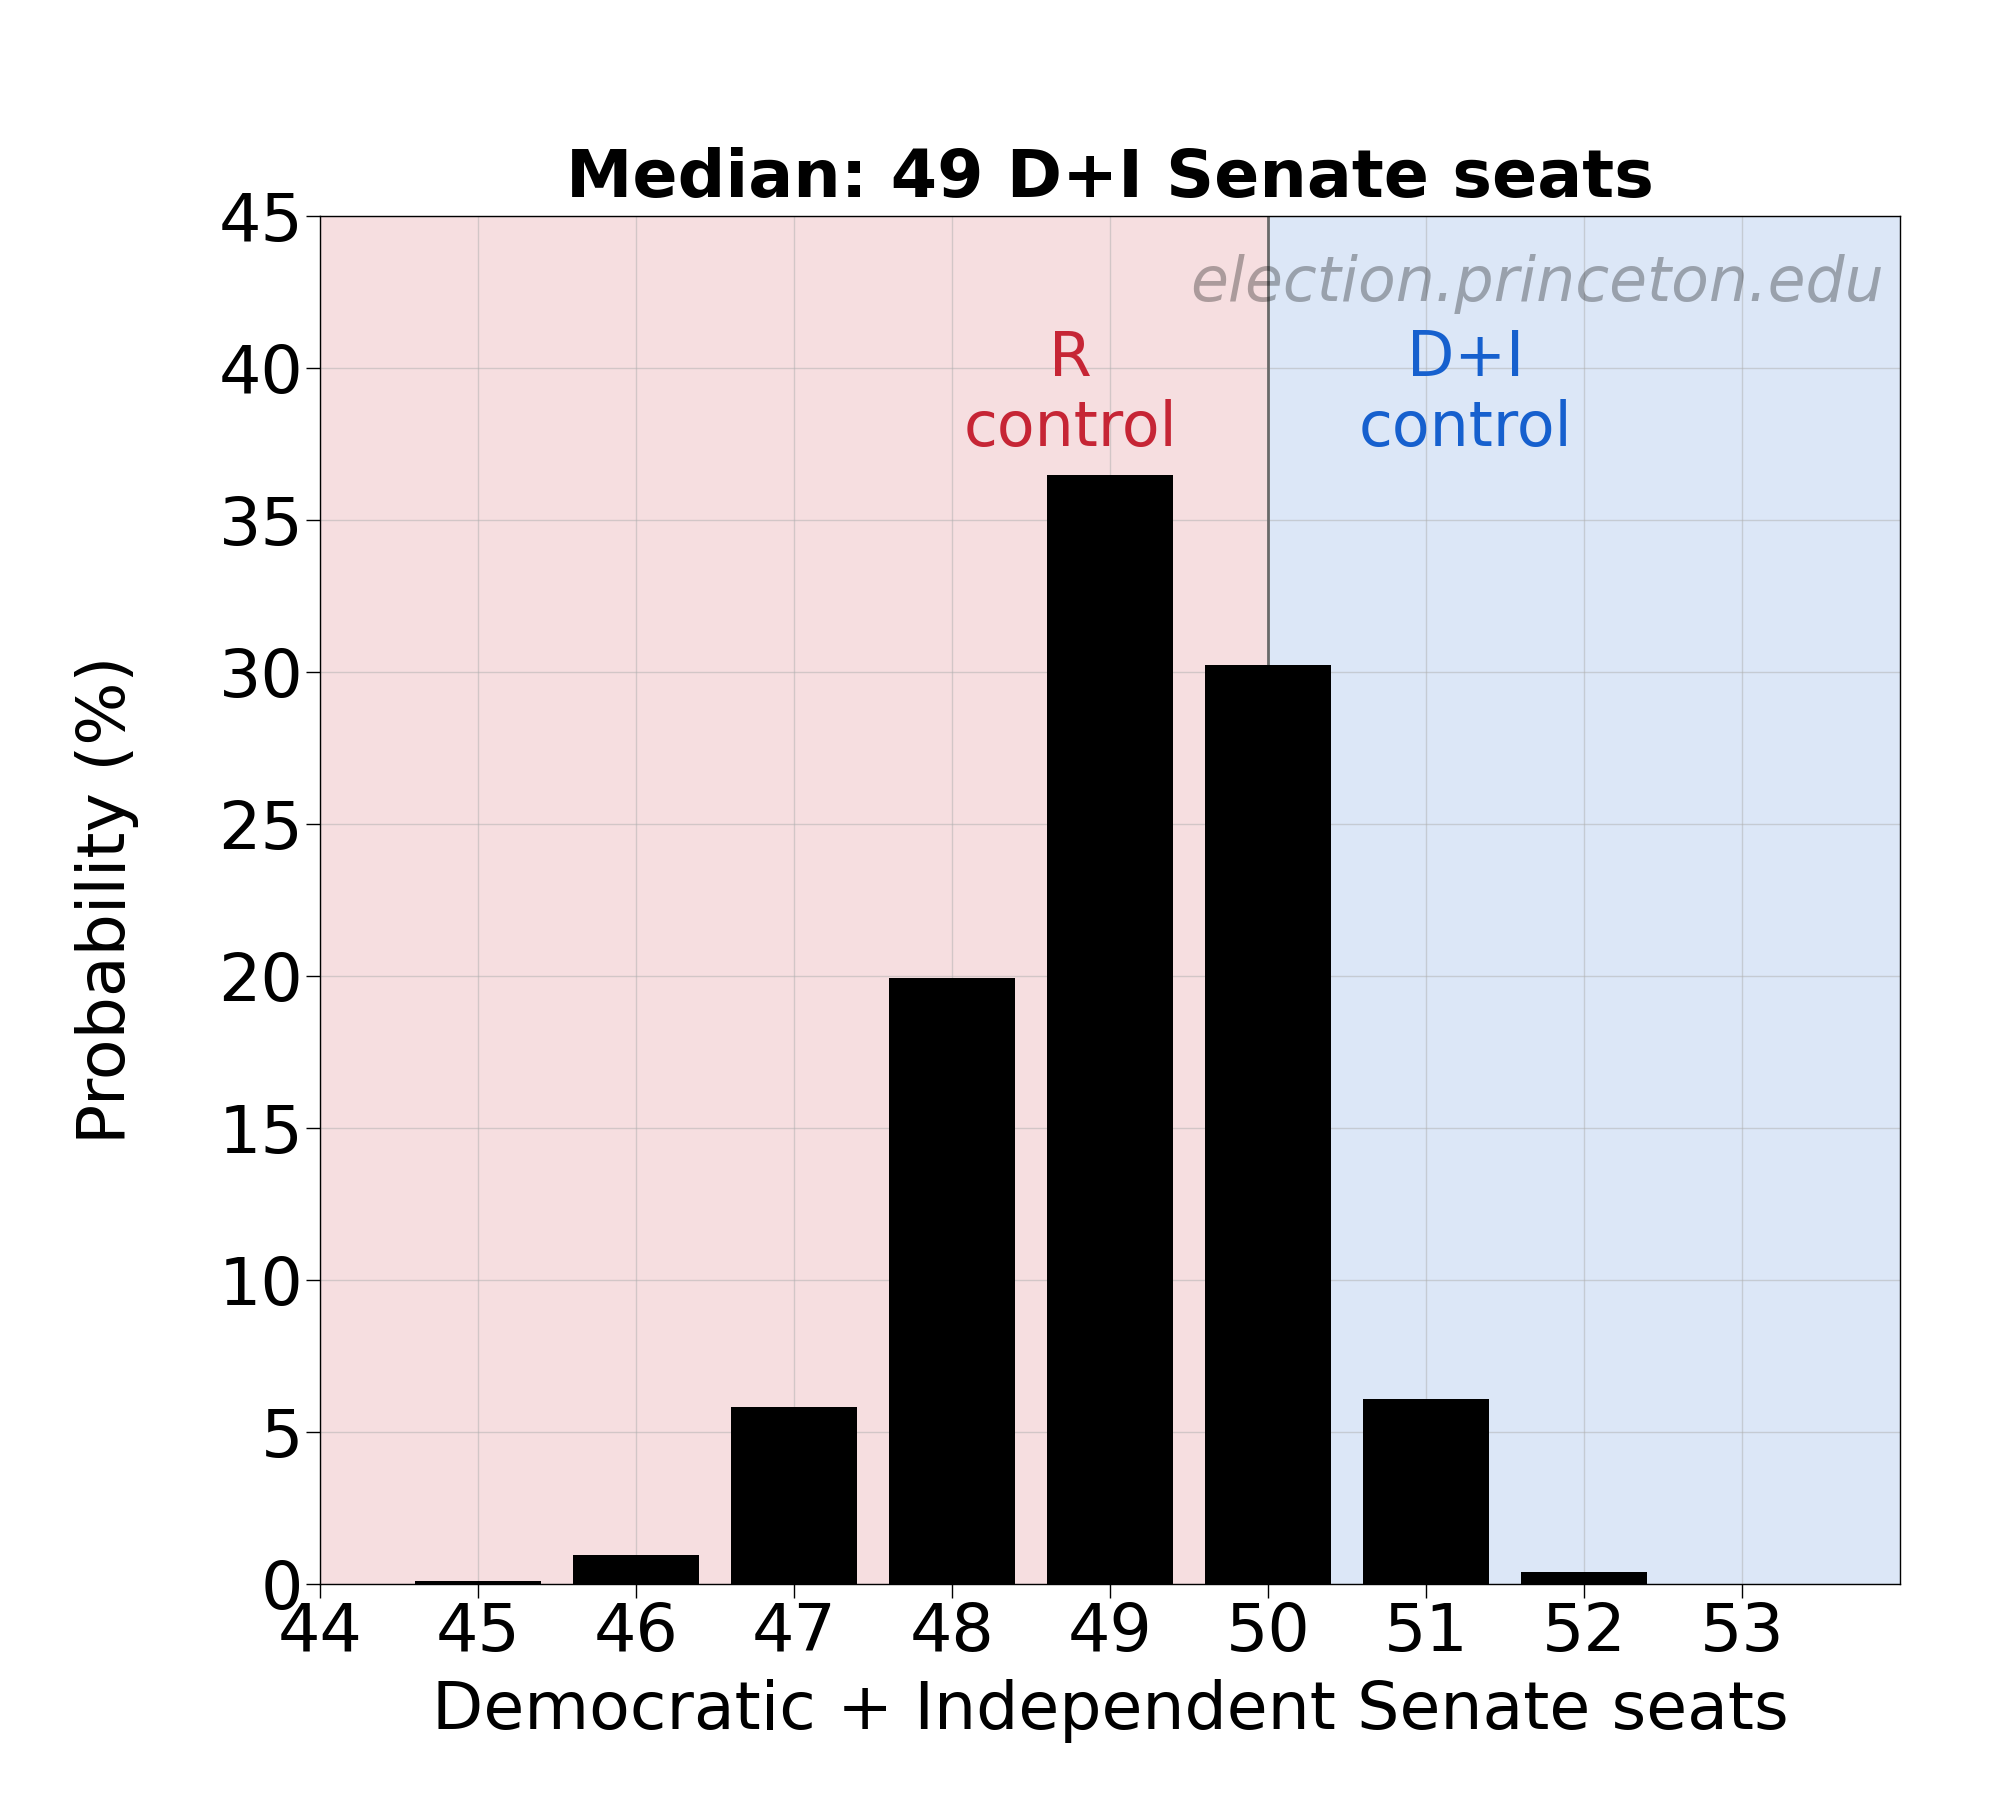 Median: 49 D+I Senate seats
election.princeton.edu
R
control
D+I
control
45
40
35
30
25
20
15
10
5
0
Probability (%)
44 45 46 47 48 49 50 51 52 53
Democratic + Independent Senate seats